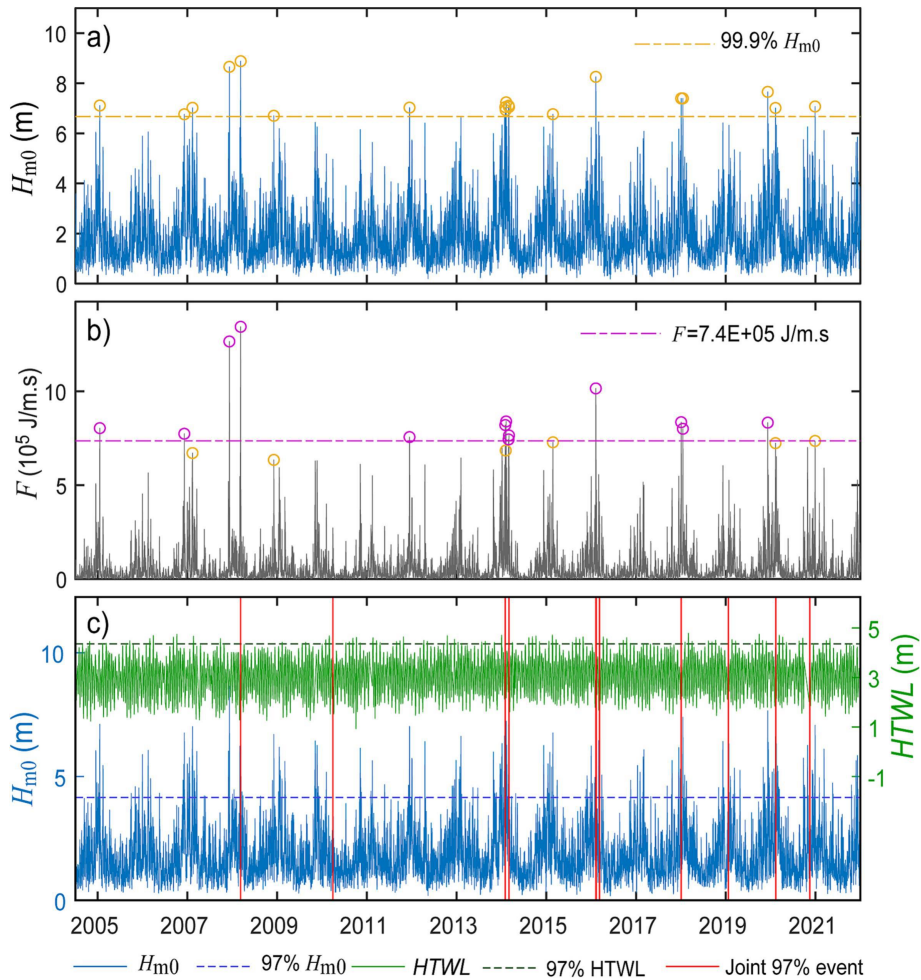 a)
99.9% Hm0
10
8
6
4
2
0
Hm0 (m)
b)
F=7.4E+05 J/m.s
10
5
0
F (10⁵ J/m.s)
c)
10
5
0
Hm0 (m)
5
3
1
-1
HTWL (m)
2005 2007 2009 2011 2013 2015 2017 2019 2021
Hm0 97% Hm0 HTWL 97% HTWL Joint 97% event